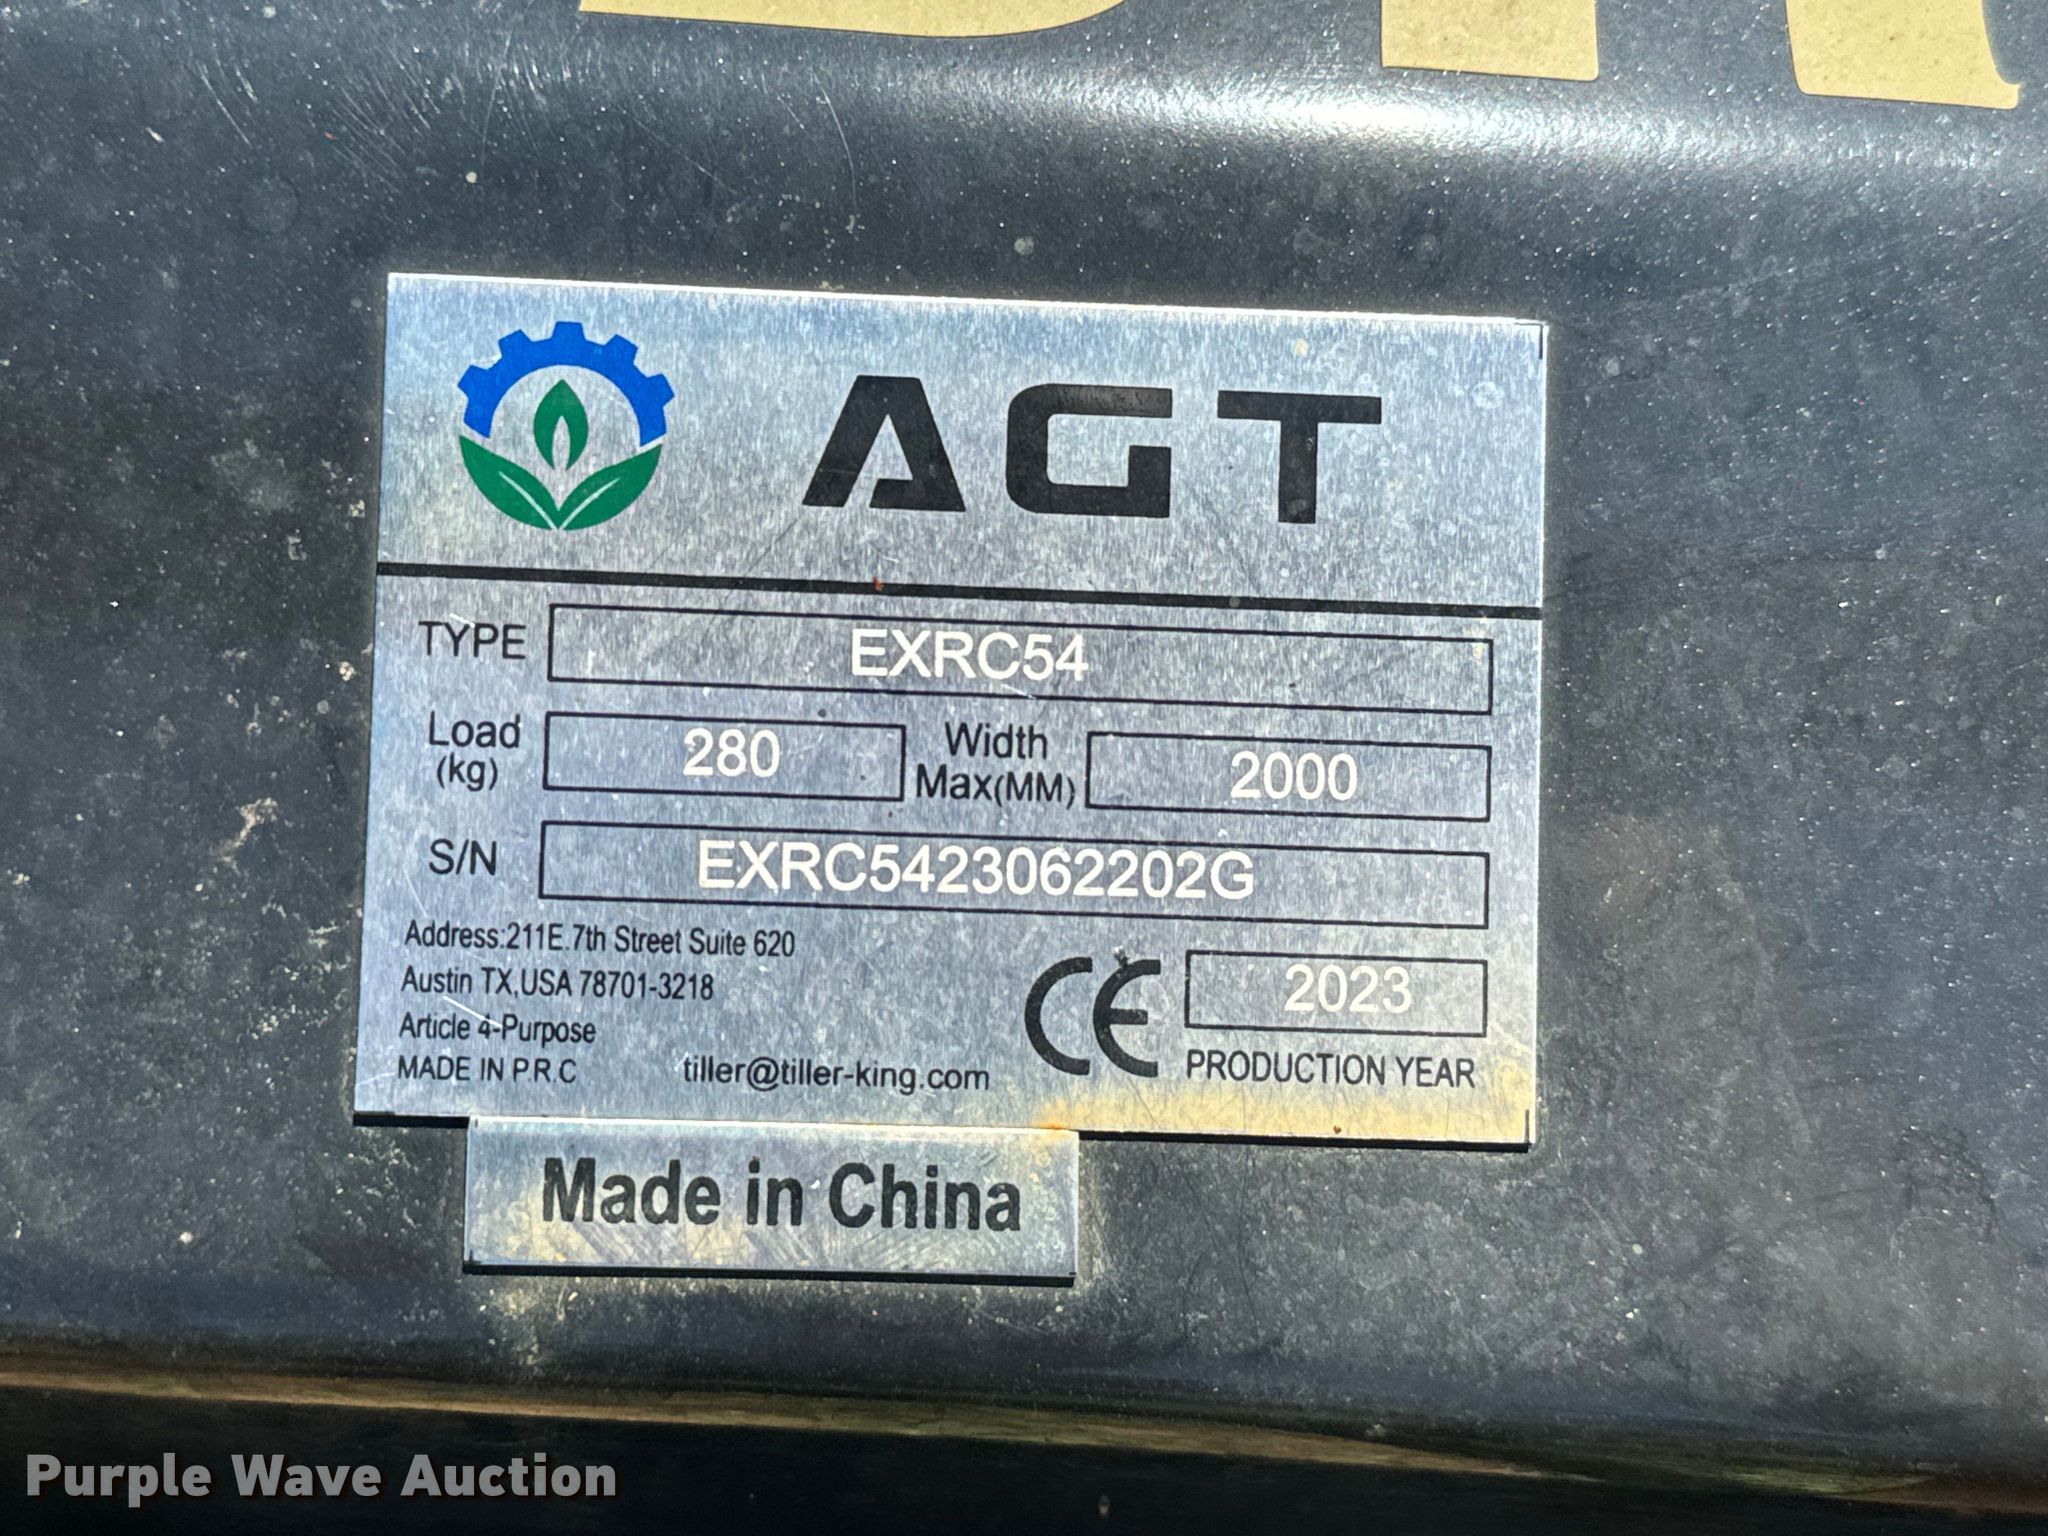 AGT
TYPE EXRC54
Load (kg) 280 Width Max(MM) 2000
S/N EXRC5423062202G
Address:211E.7th Street Suite 620
Austin TX,USA 78701-3218
Article 4-Purpose
MADE IN P.R.C tiller@tiller-king.com
CE 2023
PRODUCTION YEAR
Made in China
Purple Wave Auction